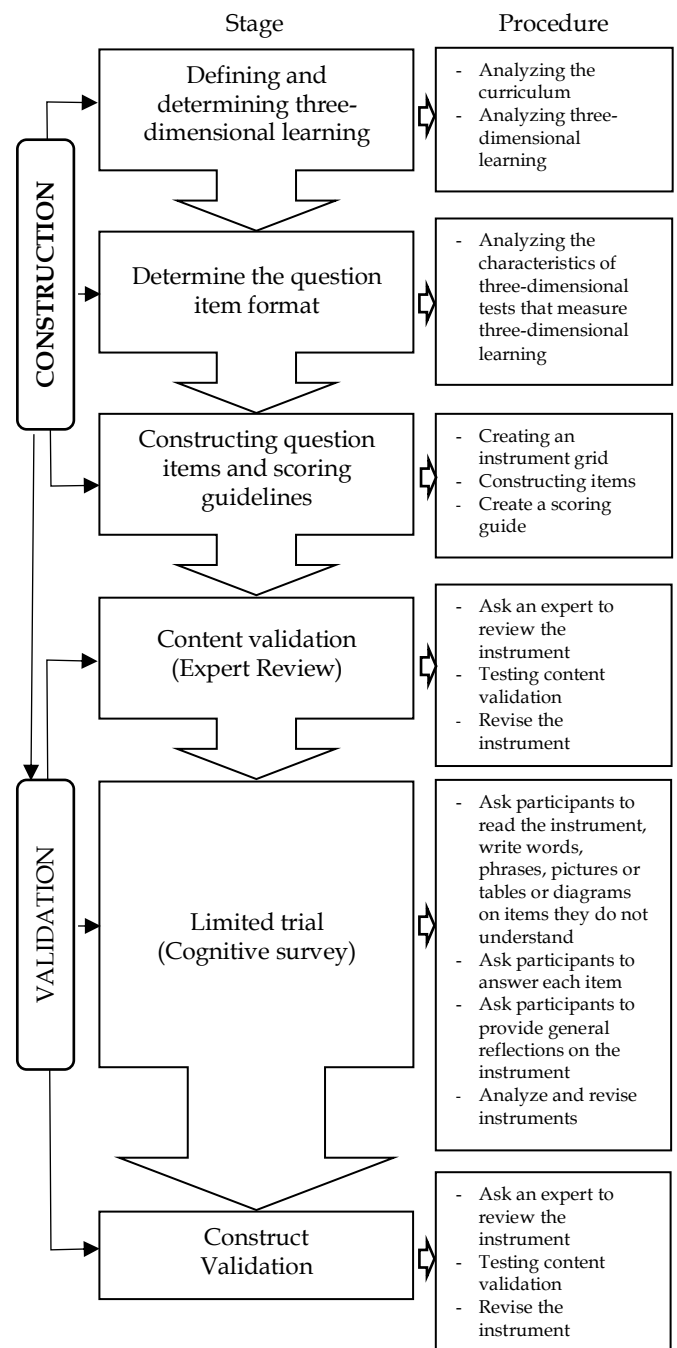 Stage
Procedure
CONSTRUCTION
Defining and
determining three-
dimensional learning
- Analyzing the
curriculum
- Analyzing three-
dimensional
learning
Determine the question
item format
- Analyzing the
characteristics of
three-dimensional
tests that measure
three-dimensional
learning
Constructing question
items and scoring
guidelines
- Creating an
instrument grid
- Constructing items
- Create a scoring
guide
VALIDATION
Content validation
(Expert Review)
- Ask an expert to
review the
instrument
- Testing content
validation
- Revise the
instrument
Limited trial
(Cognitive survey)
- Ask participants to
read the instrument,
write words,
phrases, pictures or
tables or diagrams
on items they do not
understand
- Ask participants to
answer each item
- Ask participants to
provide general
reflections on the
instrument
- Analyze and revise
instruments
Construct
Validation
- Ask an expert to
review the
instrument
- Testing content
validation
- Revise the
instrument